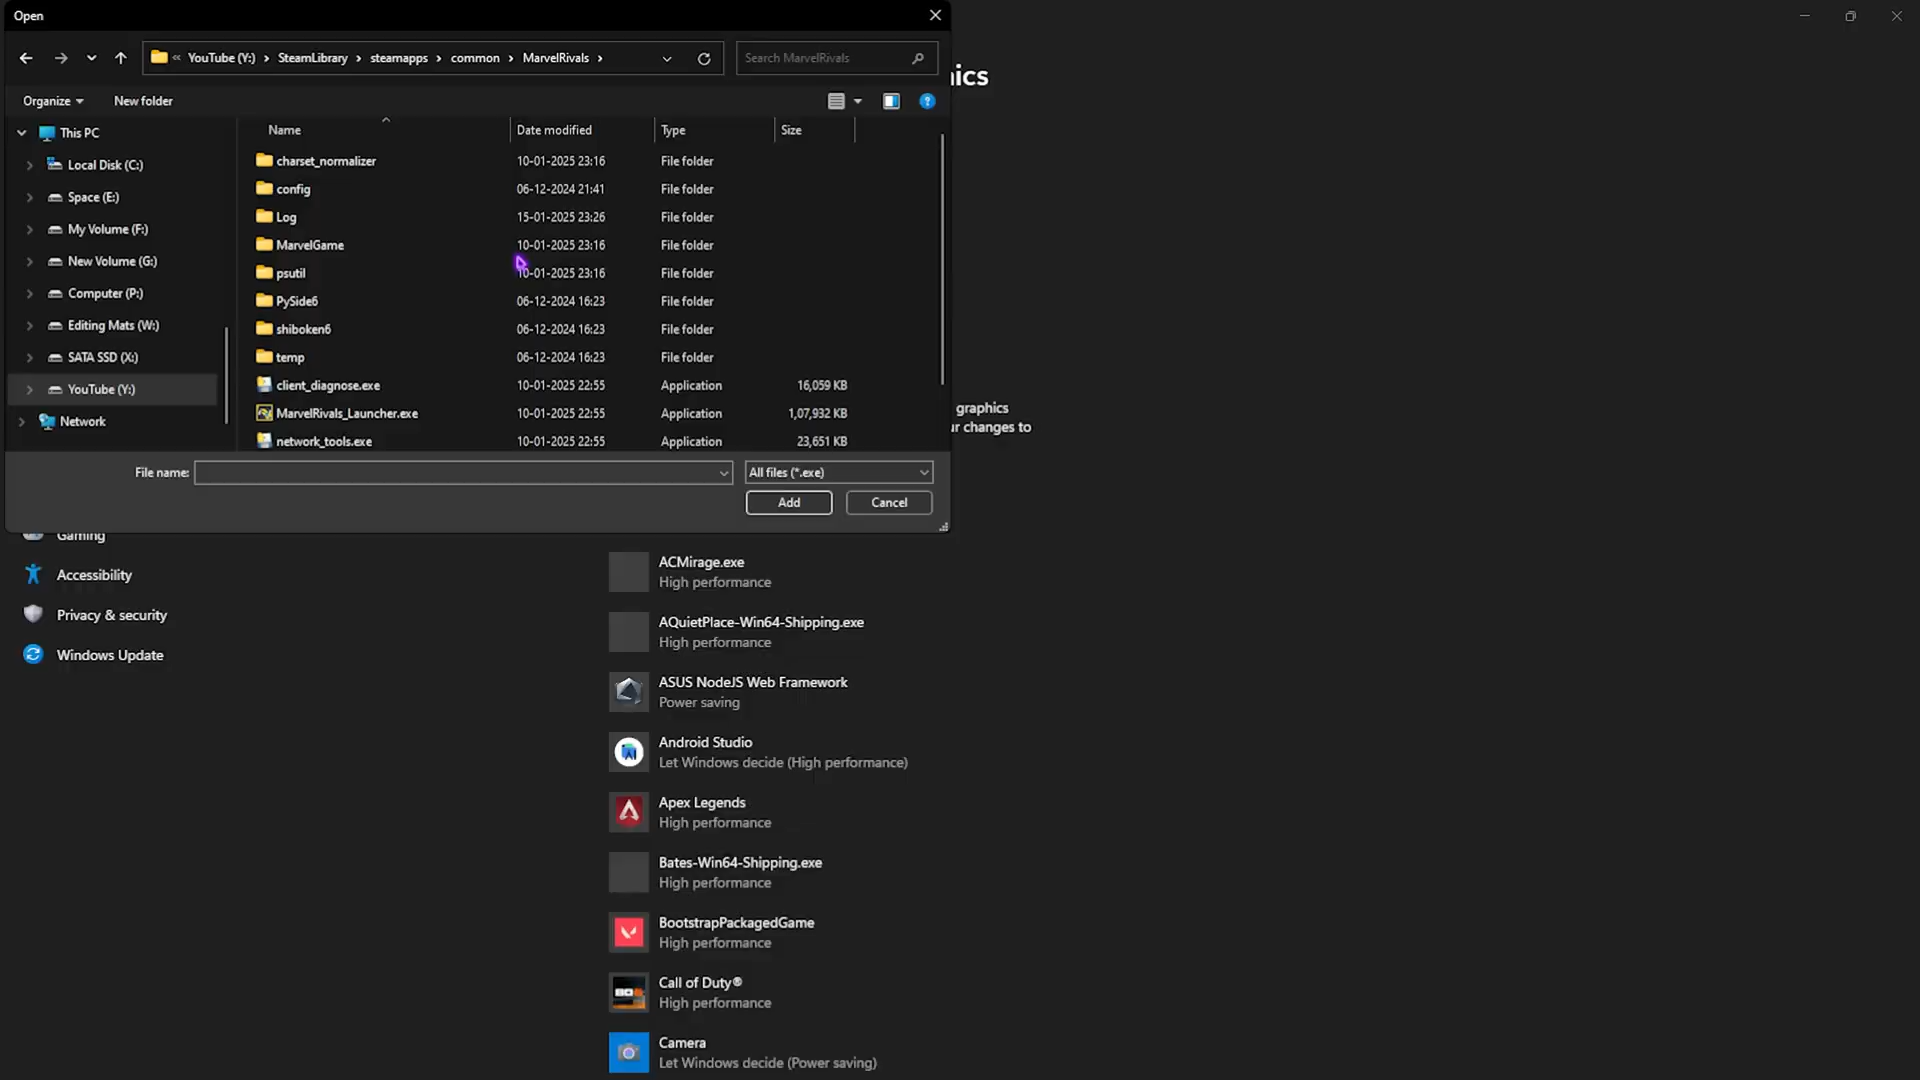 Open
« YouTube (Y:) › SteamLibrary › steamapps › common › MarvelRivals ›
Search MarvelRivals
ics
Organize
New folder
Name
Date modified
Type
Size
This PC
Local Disk (C:)
Space (E:)
My Volume (F:)
New Volume (G:)
Computer (P:)
Editing Mats (W:)
SATA SSD (X:)
YouTube (Y:)
Network
charset_normalizer 10-01-2025 23:16 File folder
config 06-12-2024 21:41 File folder
Log 15-01-2025 23:26 File folder
MarvelGame 10-01-2025 23:16 File folder
psutil 10-01-2025 23:16 File folder
PySide6 06-12-2024 16:23 File folder
shiboken6 06-12-2024 16:23 File folder
temp 06-12-2024 16:23 File folder
client_diagnose.exe 10-01-2025 22:55 Application 16,059 KB
MarvelRivals_Launcher.exe 10-01-2025 22:55 Application 1,07,932 KB
network_tools.exe 10-01-2025 22:55 Application 23,651 KB
graphics
r changes to
File name:
All files (*.exe)
Add
Cancel
Gaming
Accessibility
Privacy & security
Windows Update
ACMirage.exe
High performance
AQuietPlace-Win64-Shipping.exe
High performance
ASUS NodeJS Web Framework
Power saving
Android Studio
Let Windows decide (High performance)
Apex Legends
High performance
Bates-Win64-Shipping.exe
High performance
BootstrapPackagedGame
High performance
Call of Duty®
High performance
Camera
Let Windows decide (Power saving)